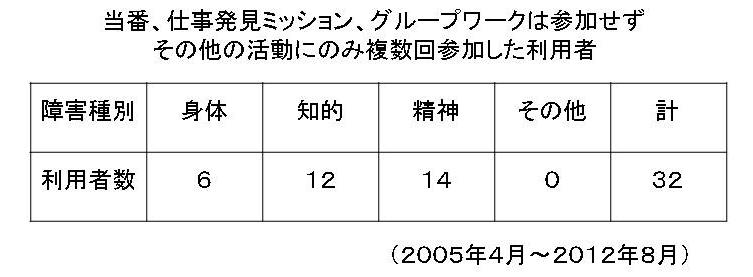 当番、仕事発見ミッション、グループワークは参加せず
その他の活動にのみ複数回参加した利用者
障害種別 身体 知的 精神 その他 計
利用者数 ６ １２ １４ ０ ３２
（２００５年４月～２０１２年８月）